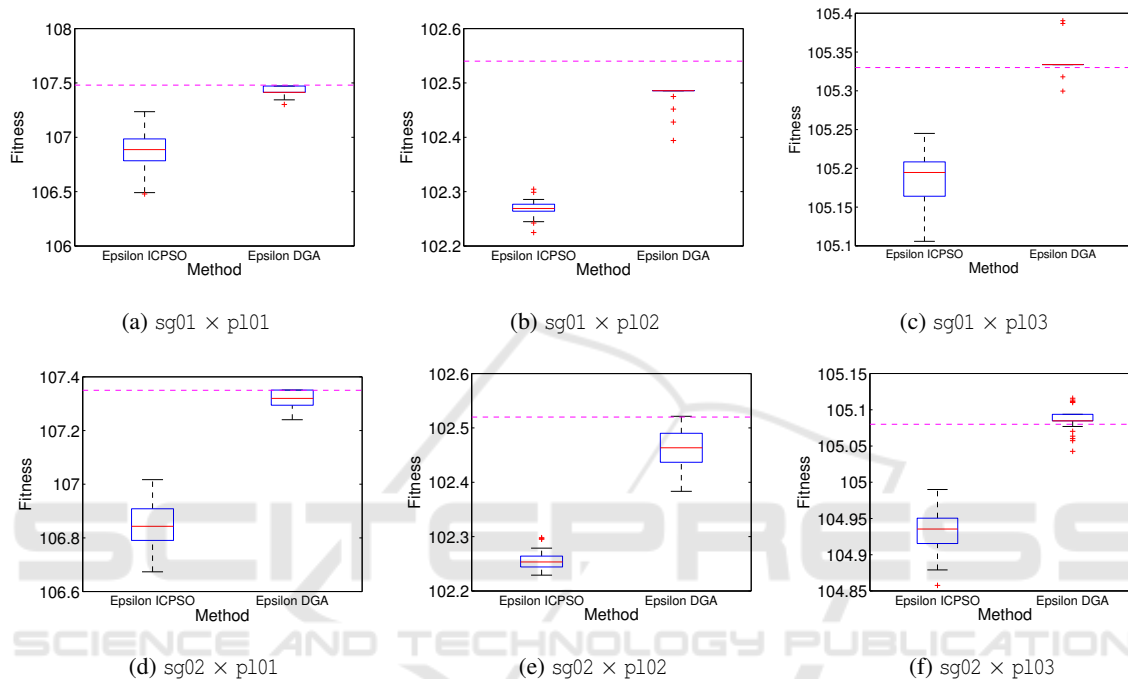 108
107.5
107
106.5
106
Fitness
Epsilon ICPSO Epsilon DGA
Method
(a) sg01 × pl01
102.6
102.5
102.4
102.3
102.2
Fitness
Epsilon ICPSO Epsilon DGA
Method
(b) sg01 × pl02
105.4
105.35
105.3
105.25
105.2
105.15
105.1
Fitness
Epsilon ICPSO Epsilon DGA
Method
(c) sg01 × pl03
107.4
107.2
107
106.8
106.6
Fitness
Epsilon ICPSO Epsilon DGA
Method
(d) sg02 × pl01
102.6
102.5
102.4
102.3
102.2
Fitness
Epsilon ICPSO Epsilon DGA
Method
(e) sg02 × pl02
105.15
105.1
105.05
105
104.95
104.9
104.85
Fitness
Epsilon ICPSO Epsilon DGA
Method
(f) sg02 × pl03
SCITEPRESS
SCIENCE AND TECHNOLOGY PUBLICATION